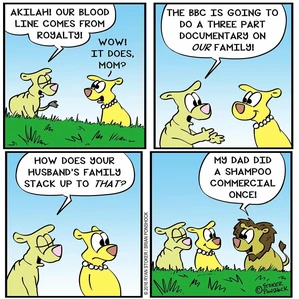 AKILAH! OUR BLOOD
LINE COMES FROM
ROYALTY!
WOW!
IT DOES,
MOM?
THE BBC IS GOING TO
DO A THREE PART
DOCUMENTARY ON
OUR FAMILY!
HOW DOES YOUR
HUSBAND'S FAMILY
STACK UP TO THAT?
MY DAD DID
A SHAMPOO
COMMERCIAL
ONCE!